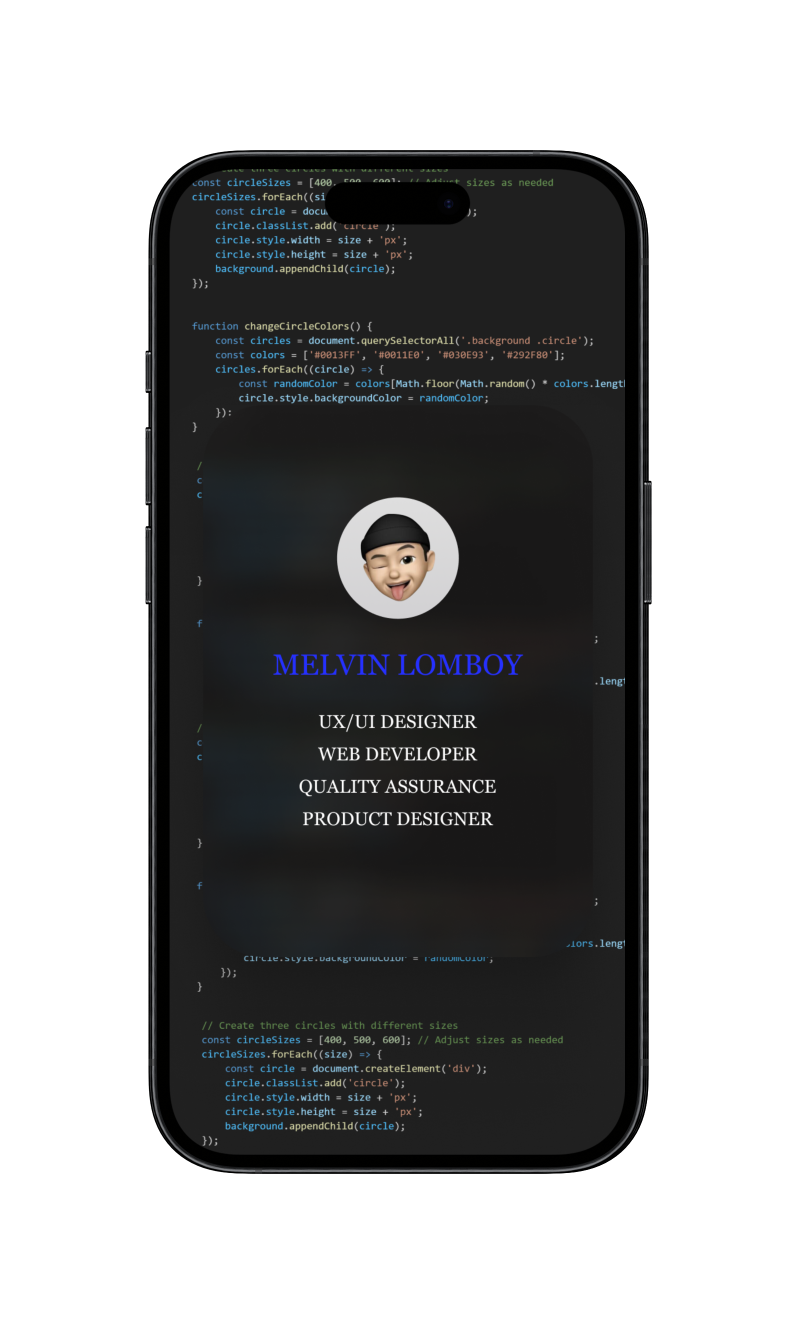 const circleSizes = [400, 500, 600]; // Adjust sizes as needed
circleSizes.forEach((si
const circle = docu );
circle.classList.add('circle');
circle.style.width = size + 'px';
circle.style.height = size + 'px';
background.appendChild(circle);
});
function changeCircleColors() {
const circles = document.querySelectorAll('.background .circle');
const colors = ['#0013FF', '#0011E0', '#030E93', '#292F80'];
circles.forEach((circle) => {
const randomColor = colors[Math.floor(Math.random() * colors.length
circle.style.backgroundColor = randomColor;
});
}
/
c
c
}
f
;
MELVIN LOMBOY
.lengt
UX/UI DESIGNER
/
c
WEB DEVELOPER
c
QUALITY ASSURANCE
PRODUCT DESIGNER
}
f
;
olors.lengt
circle.style.backgroundColor = randomColor;
});
}
// Create three circles with different sizes
const circleSizes = [400, 500, 600]; // Adjust sizes as needed
circleSizes.forEach((size) => {
const circle = document.createElement('div');
circle.classList.add('circle');
circle.style.width = size + 'px';
circle.style.height = size + 'px';
background.appendChild(circle);
});